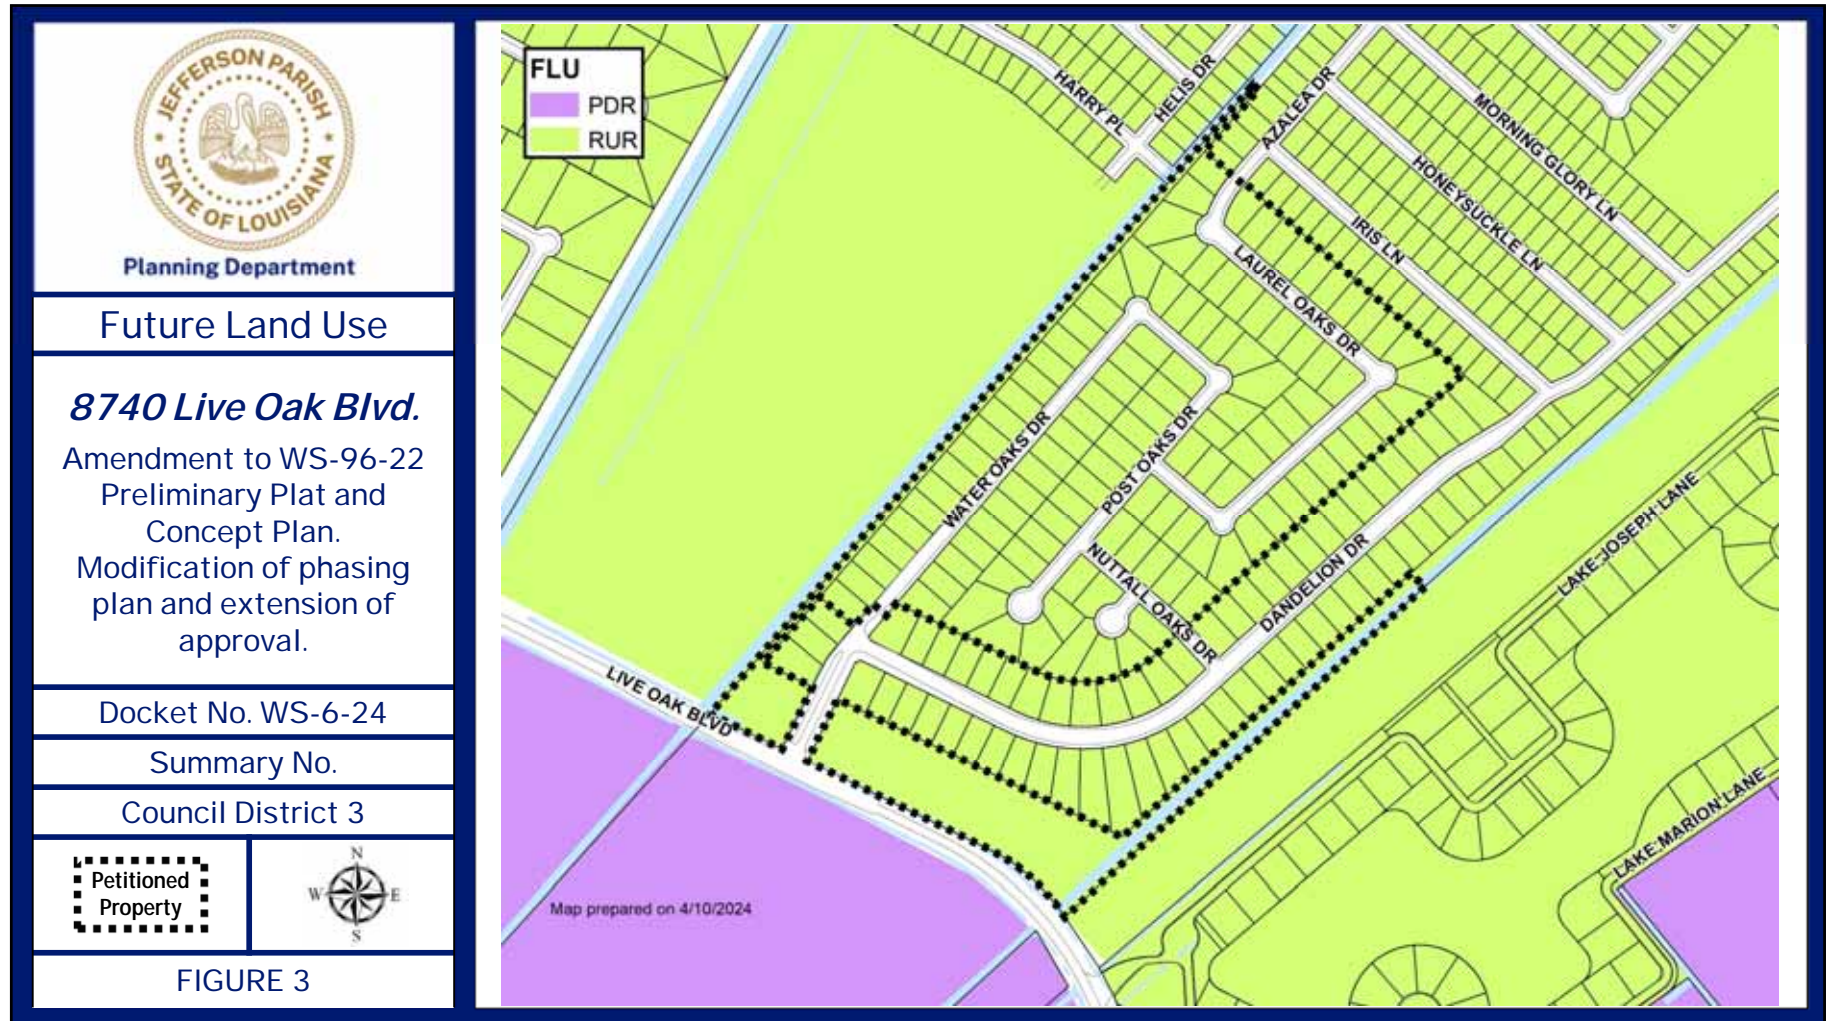 JEFFERSON PARISH
STATE OF LOUISIANA
Planning Department
Future Land Use
8740 Live Oak Blvd.
Amendment to WS-96-22
Preliminary Plat and
Concept Plan.
Modification of phasing
plan and extension of
approval.
Docket No. WS-6-24
Summary No.
Council District 3
Petitioned
Property
N
W E
S
FIGURE 3
FLU
PDR
RUR
HARRY PL
HELIS DR
AZALEA DR
MORNING GLORY LN
HONEYSUCKLE LN
IRIS LN
LAUREL OAKS DR
WATER OAKS DR
POST OAKS DR
NUTTALL OAKS DR
DANDELION DR
LAKE JOSEPH LANE
LAKE MARION LANE
LIVE OAK BLVD
Map prepared on 4/10/2024